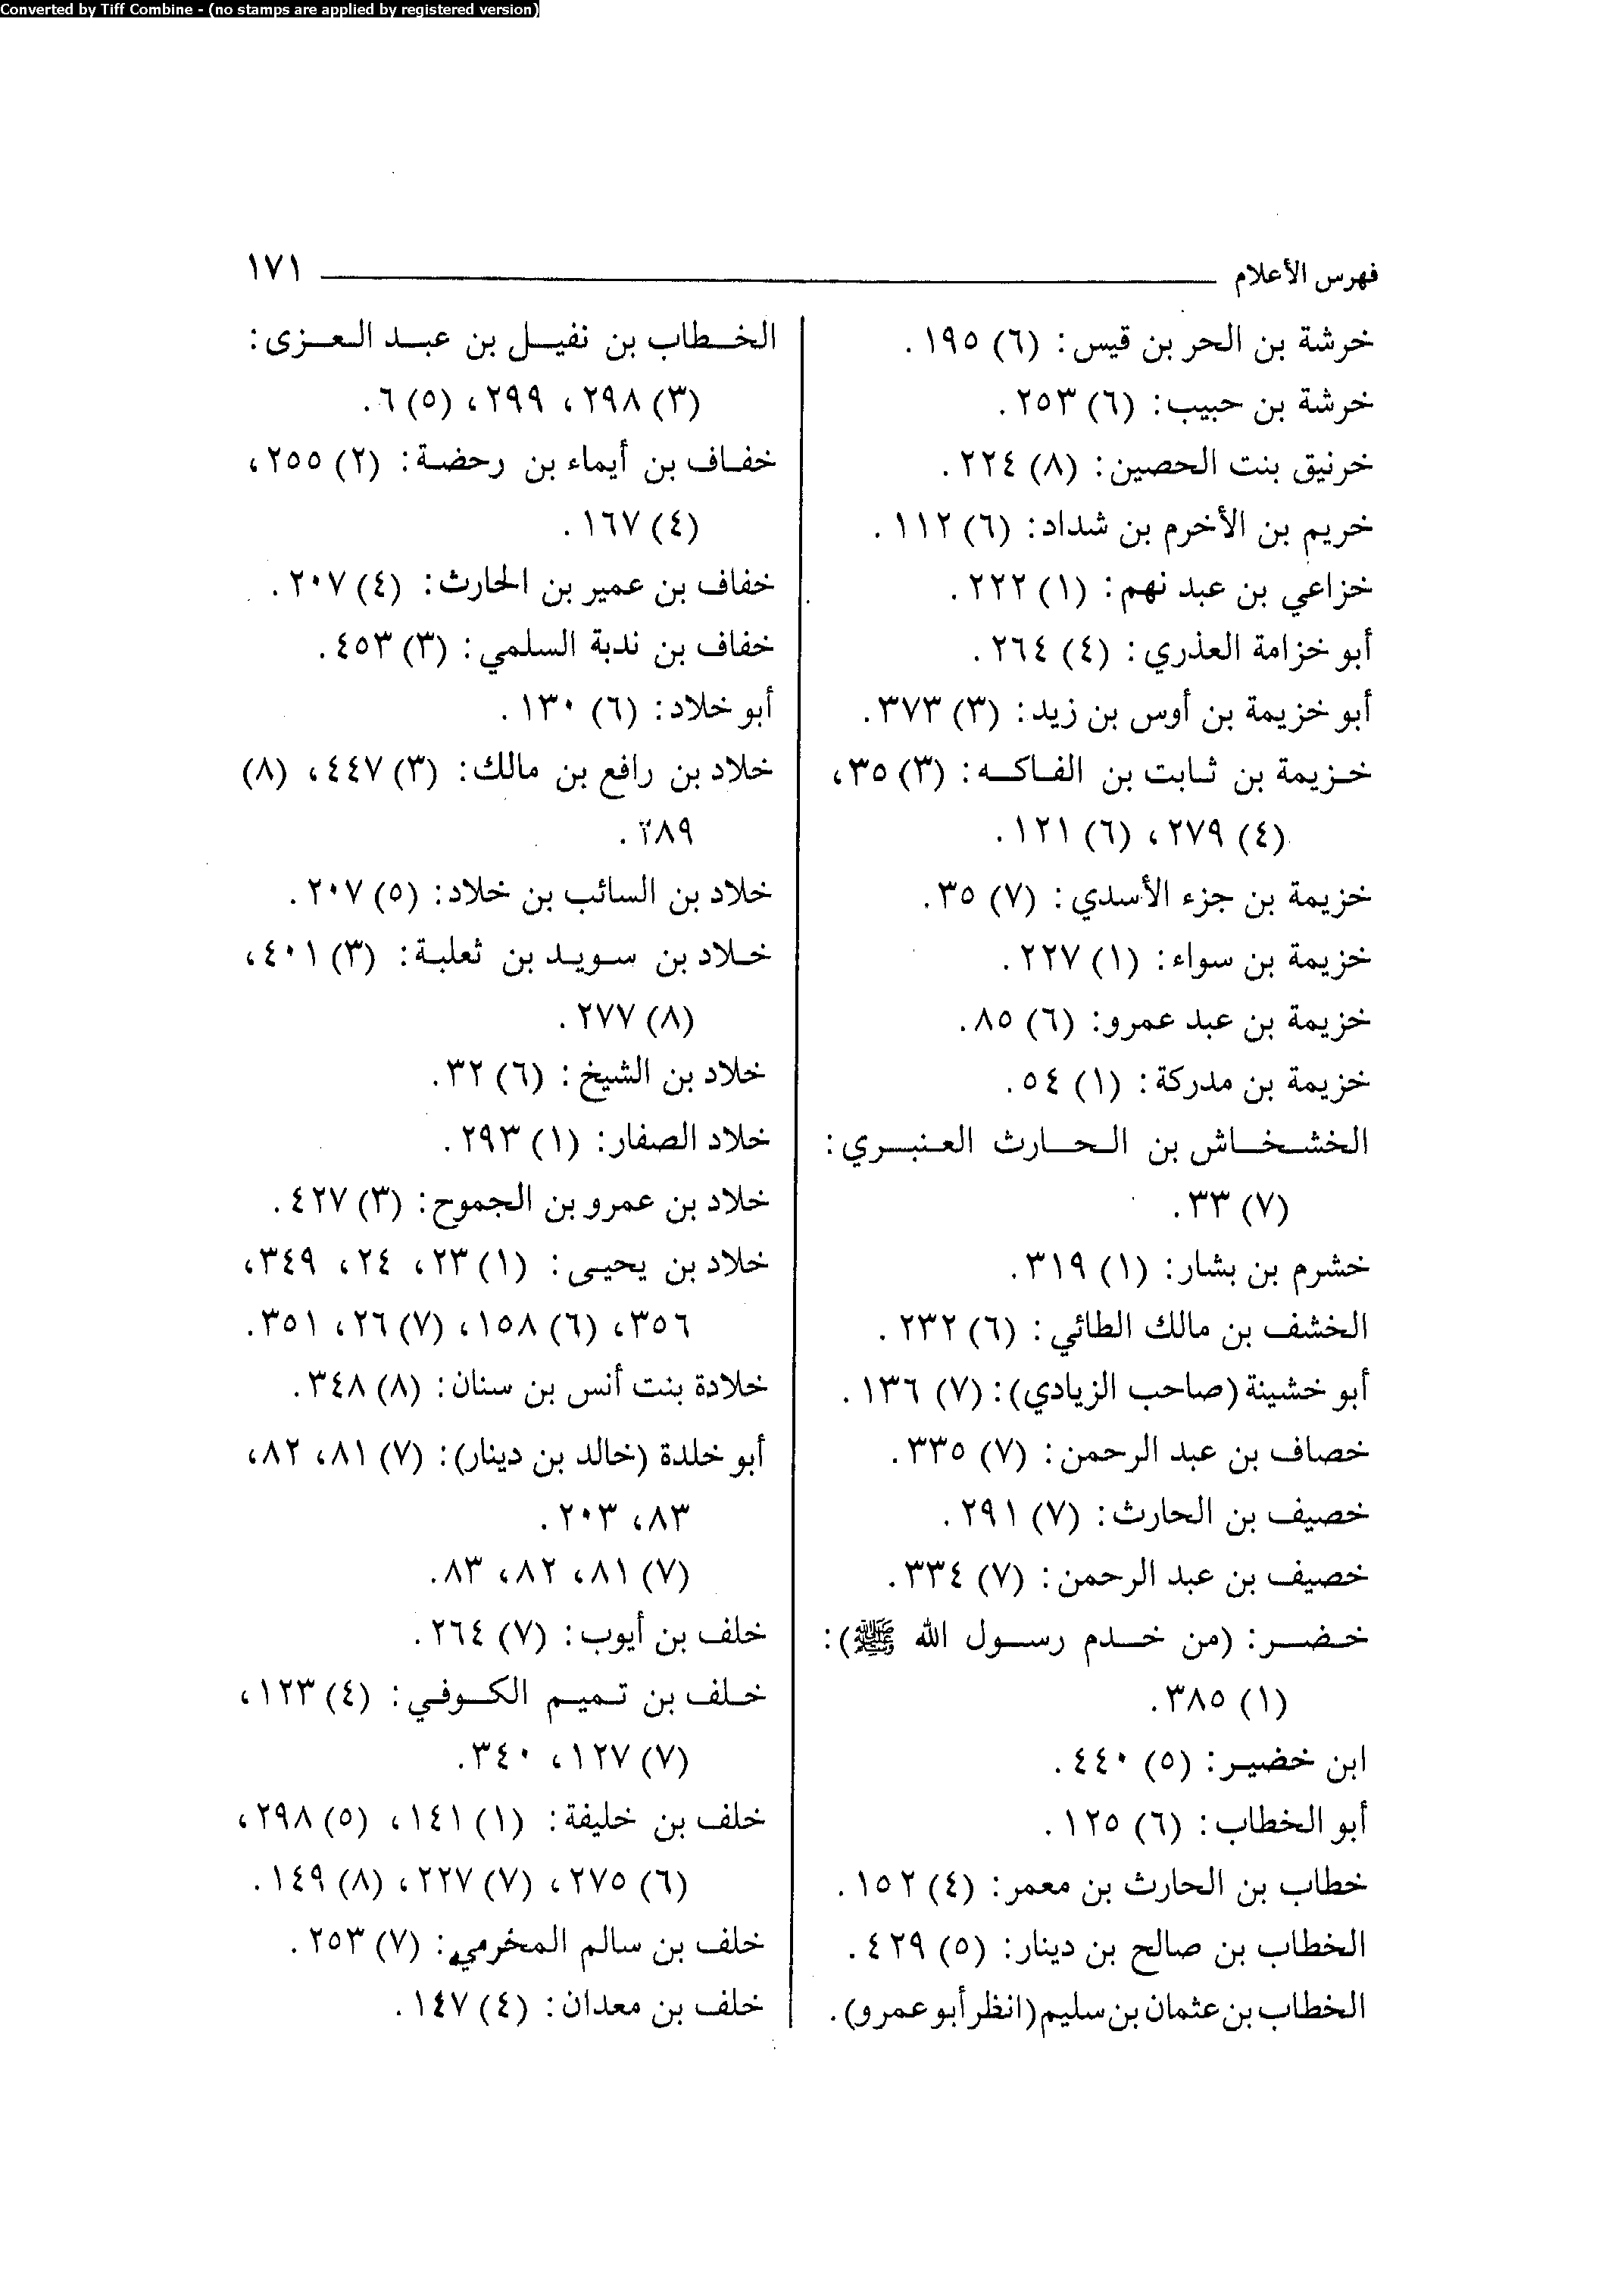 Converted by Tiff Combine - (no stamps are applied by registered version)
فهرس الأعلام ١٧١
خرشة بن الحر بن قيس: (٦) ١٩٥.
خرشة بن حبيب: (٦) ٢٥٣.
خرنيق بنت الحصين: (٨) ٢٢٤.
خريم بن الأخرم بن شداد: (٦) ١١٢.
خزاعي بن عبد نهم: (١) ٢٢٢.
أبو خزامة العذري: (٤) ٢٦٤.
أبو خزيمة بن أوس بن زيد: (٣) ٣٧٣.
خزيمة بن ثابت بن الفاكه: (٣) ٣٥،
(٤) ٢٧٩، (٦) ١٢١.
خزيمة بن جزء الأسدي: (٧) ٣٥.
خزيمة بن سواء: (١) ٢٢٧.
خزيمة بن عبد عمرو: (٦) ٨٥.
خزيمة بن مدركة: (١) ٥٤.
الخشخاش بن الحارث العنبري:
(٧) ٣٣.
خشرم بن بشار: (١) ٣١٩.
الخشف بن مالك الطائي: (٦) ٢٣٢.
أبو خشينة (صاحب الزيادي): (٧) ١٣٦.
خصاف بن عبد الرحمن: (٧) ٣٣٥.
خصيف بن الحارث: (٧) ٢٩١.
خصيف بن عبد الرحمن: (٧) ٣٣٤.
خضر: (من خدم رسول الله ﷺ):
(١) ٣٨٥.
ابن خضير: (٥) ٤٤٠.
أبو الخطاب: (٦) ١٢٥.
خطاب بن الحارث بن معمر: (٤) ١٥٢.
الخطاب بن صالح بن دينار: (٥) ٤٢٩.
الخطاب بن عثمان بن سليم (انظر أبو عمرو).
الخطاب بن نفيل بن عبد العزى:
(٣) ٢٩٨، ٢٩٩، (٥) ٦.
خفاف بن أيماء بن رحضة: (٢) ٢٥٥،
(٤) ١٦٧.
خفاف بن عمير بن الحارث: (٤) ٢٠٧.
خفاف بن ندبة السلمي: (٣) ٤٥٣.
أبو خلاد: (٦) ١٣٠.
خلاد بن رافع بن مالك: (٣) ٤٤٧، (٨)
خلاد بن السائب بن خلاد: (٥) ٢٠٧.
خلاد بن سويد بن ثعلبة: (٣) ٤٠١،
(٨) ٢٧٧.
خلاد بن الشيخ: (٦) ٣٢.
خلاد الصفار: (١) ٢٩٣.
خلاد بن عمرو بن الجموح: (٣) ٤٢٧.
خلاد بن يحيى: (١) ٢٣، ٢٤، ٣٤٩،
٣٥٦، (٦) ١٥٨، (٧) ٢٦، ٣٥١.
خلادة بنت أنس بن سنان: (٨) ٣٤٨.
أبو خلدة (خالد بن دينار): (٧) ٨١، ٨٢،
٨٣، ٢٠٣.
(٧) ٨١، ٨٢، ٨٣.
خلف بن أيوب: (٧) ٢٦٤.
خلف بن تميم الكوفي: (٤) ١٢٣،
(٧) ١٢٧، ٣٤٠.
خلف بن خليفة: (١) ١٤١، (٥) ٢٩٨،
(٦) ٢٧٥، (٧) ٢٢٧، (٨) ١٤٩.
خلف بن سالم المخرمي: (٧) ٢٥٣.
خلف بن معدان: (٤) ١٤٧.